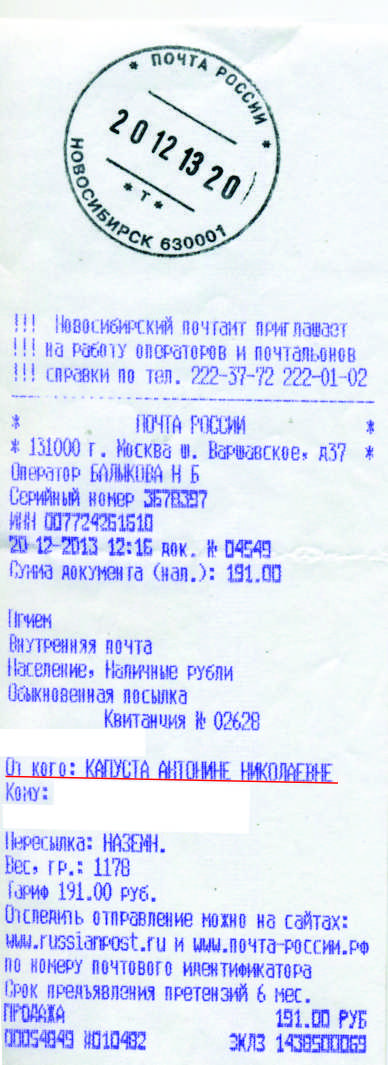 * ПОЧТА РОССИИ *
20 12 13 20
* Т *
НОВОСИБИРСК 630001
!!! Новосибирский почтамт приглашает
!!! на работу операторов и почтальонов
!!! справки по тел. 222-37-72 222-01-02
* ПОЧТА РОССИИ *
* 131000 г. Москва ш. Варшавское, д37 *
Оператор БАЛЫКОВА Н Б
Серийный номер 3678397
ИНН 007724261610
20-12-2013 12:16 док. № 04549
Сумма документа (нал.): 191.00
Прием
Внутренняя почта
Население, Наличные рубли
Обыкновенная посылка
Квитанция № 02628
От кого: КАПУСТА АНТОНИНЕ НИКОЛАЕВНЕ
Кому:
Пересылка: НАЗЕМН.
Вес, гр.: 1178
Тариф 191.00 руб.
Отследить отправление можно на сайтах:
www.russianpost.ru и www.почта-россии.рф
по номеру почтового идентификатора
Срок предъявления претензий 6 мес.
ПРОДАЖА 191.00 РУБ
00054849 #010482 ЭКЛЗ 1438500069